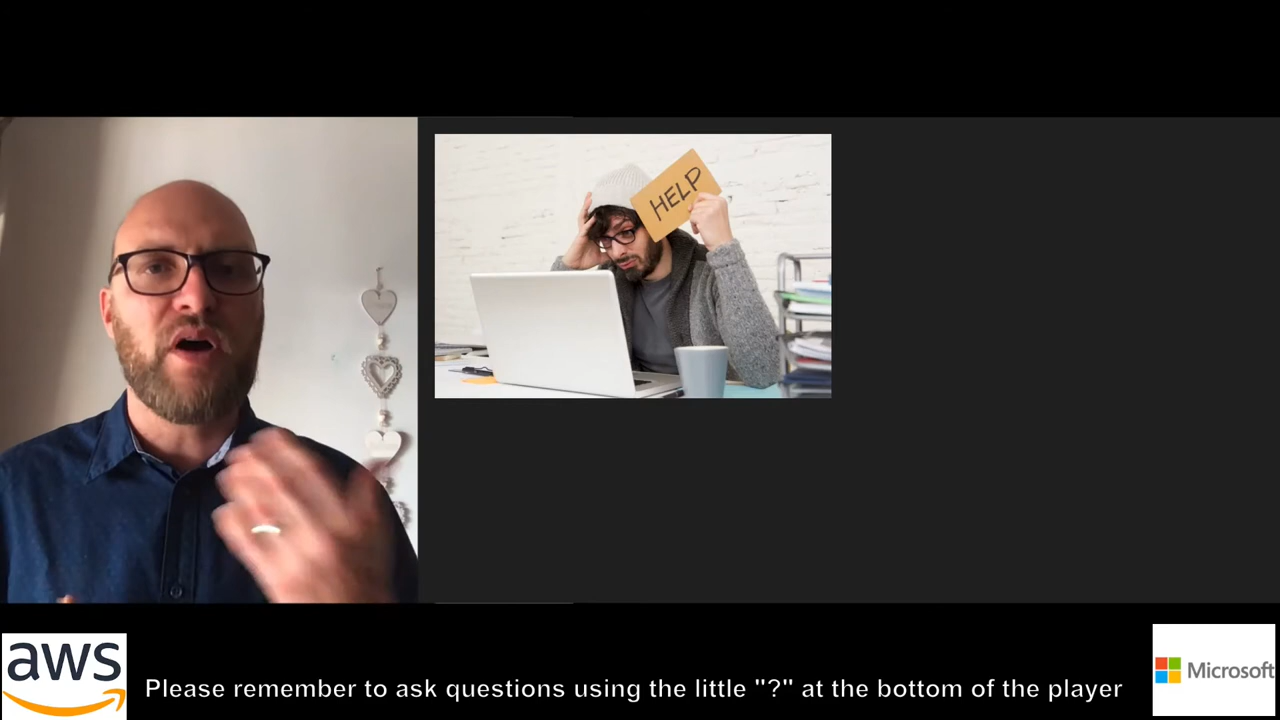 HELP
aws
Please remember to ask questions using the little "?" at the bottom of the player
Microsoft